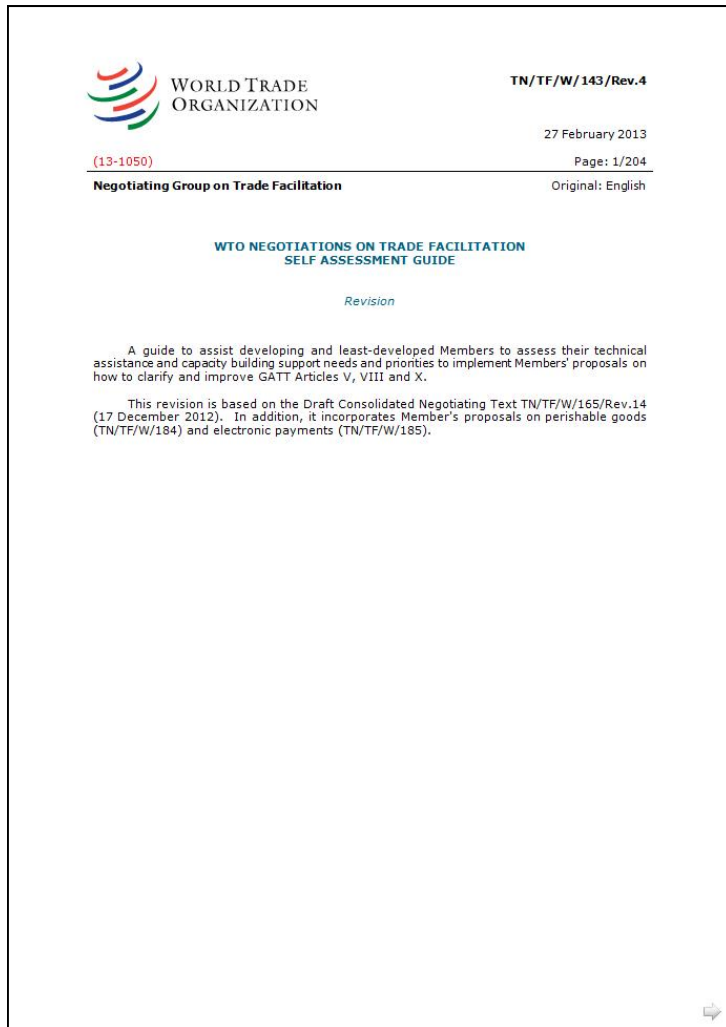 WORLD TRADE
ORGANIZATION
TN/TF/W/143/Rev.4
27 February 2013
(13-1050)
Page: 1/204
Negotiating Group on Trade Facilitation
Original: English
WTO NEGOTIATIONS ON TRADE FACILITATION
SELF ASSESSMENT GUIDE
Revision
A guide to assist developing and least-developed Members to assess their technical
assistance and capacity building support needs and priorities to implement Members' proposals on
how to clarify and improve GATT Articles V, VIII and X.
This revision is based on the Draft Consolidated Negotiating Text TN/TF/W/165/Rev.14
(17 December 2012). In addition, it incorporates Member's proposals on perishable goods
(TN/TF/W/184) and electronic payments (TN/TF/W/185).